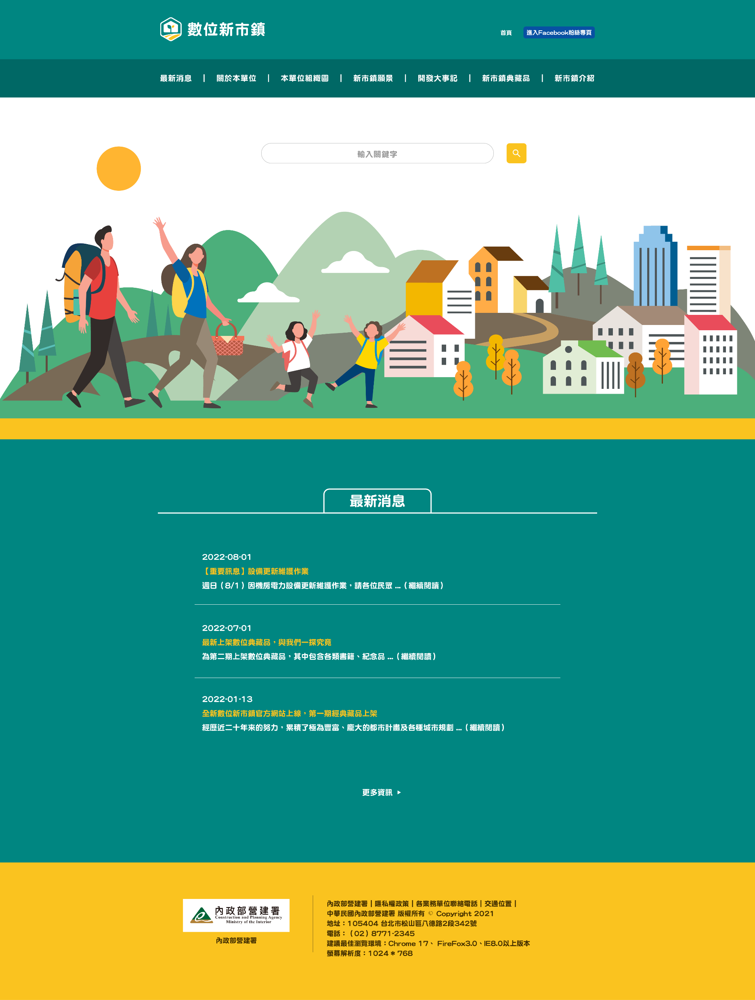 數位新市鎮
首頁
進入Facebook粉絲專頁
最新消息 | 關於本單位 | 本單位組織圖 | 新市鎮願景 | 開發大事記 | 新市鎮典藏品 | 新市鎮介紹
輸入關鍵字
最新消息
2022-08-01
【重要訊息】設備更新維護作業
週日(8/1)因機房電力設備更新維護作業，請各位民眾 ...(繼續閱讀)
2022-07-01
最新上架數位典藏品，與我們一探究竟
為第二期上架數位典藏品，其中包含各類書籍、紀念品 ...(繼續閱讀)
2022-01-13
全新數位新市鎮官方網站上線，第一期經典藏品上架
經歷近二十年來的努力，累積了極為豐富、龐大的都市計畫及各種城市規劃 ...(繼續閱讀)
更多資訊
內政部營建署
Construction and Planning Agency
Ministry of the Interior
內政部營建署
內政部營建署 | 隱私權政策 | 各業務單位聯絡電話 | 交通位置 |
中華民國內政部營建署 版權所有 © Copyright 2021
地址：105404 台北市松山區八德路2段342號
電話：(02)8771-2345
建議最佳瀏覽環境：Chrome 17、FireFox3.0、IE8.0以上版本
螢幕解析度：1024 * 768